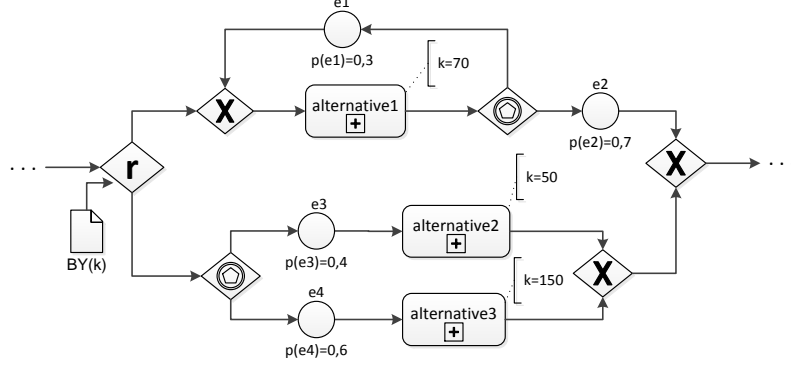 e1
p(e1)=0,3
k=70
X
alternative1
e2
p(e2)=0,7
. . .
r
X
. .
BY(k)
k=50
e3
alternative2
p(e3)=0,4
X
k=150
e4
alternative3
p(e4)=0,6